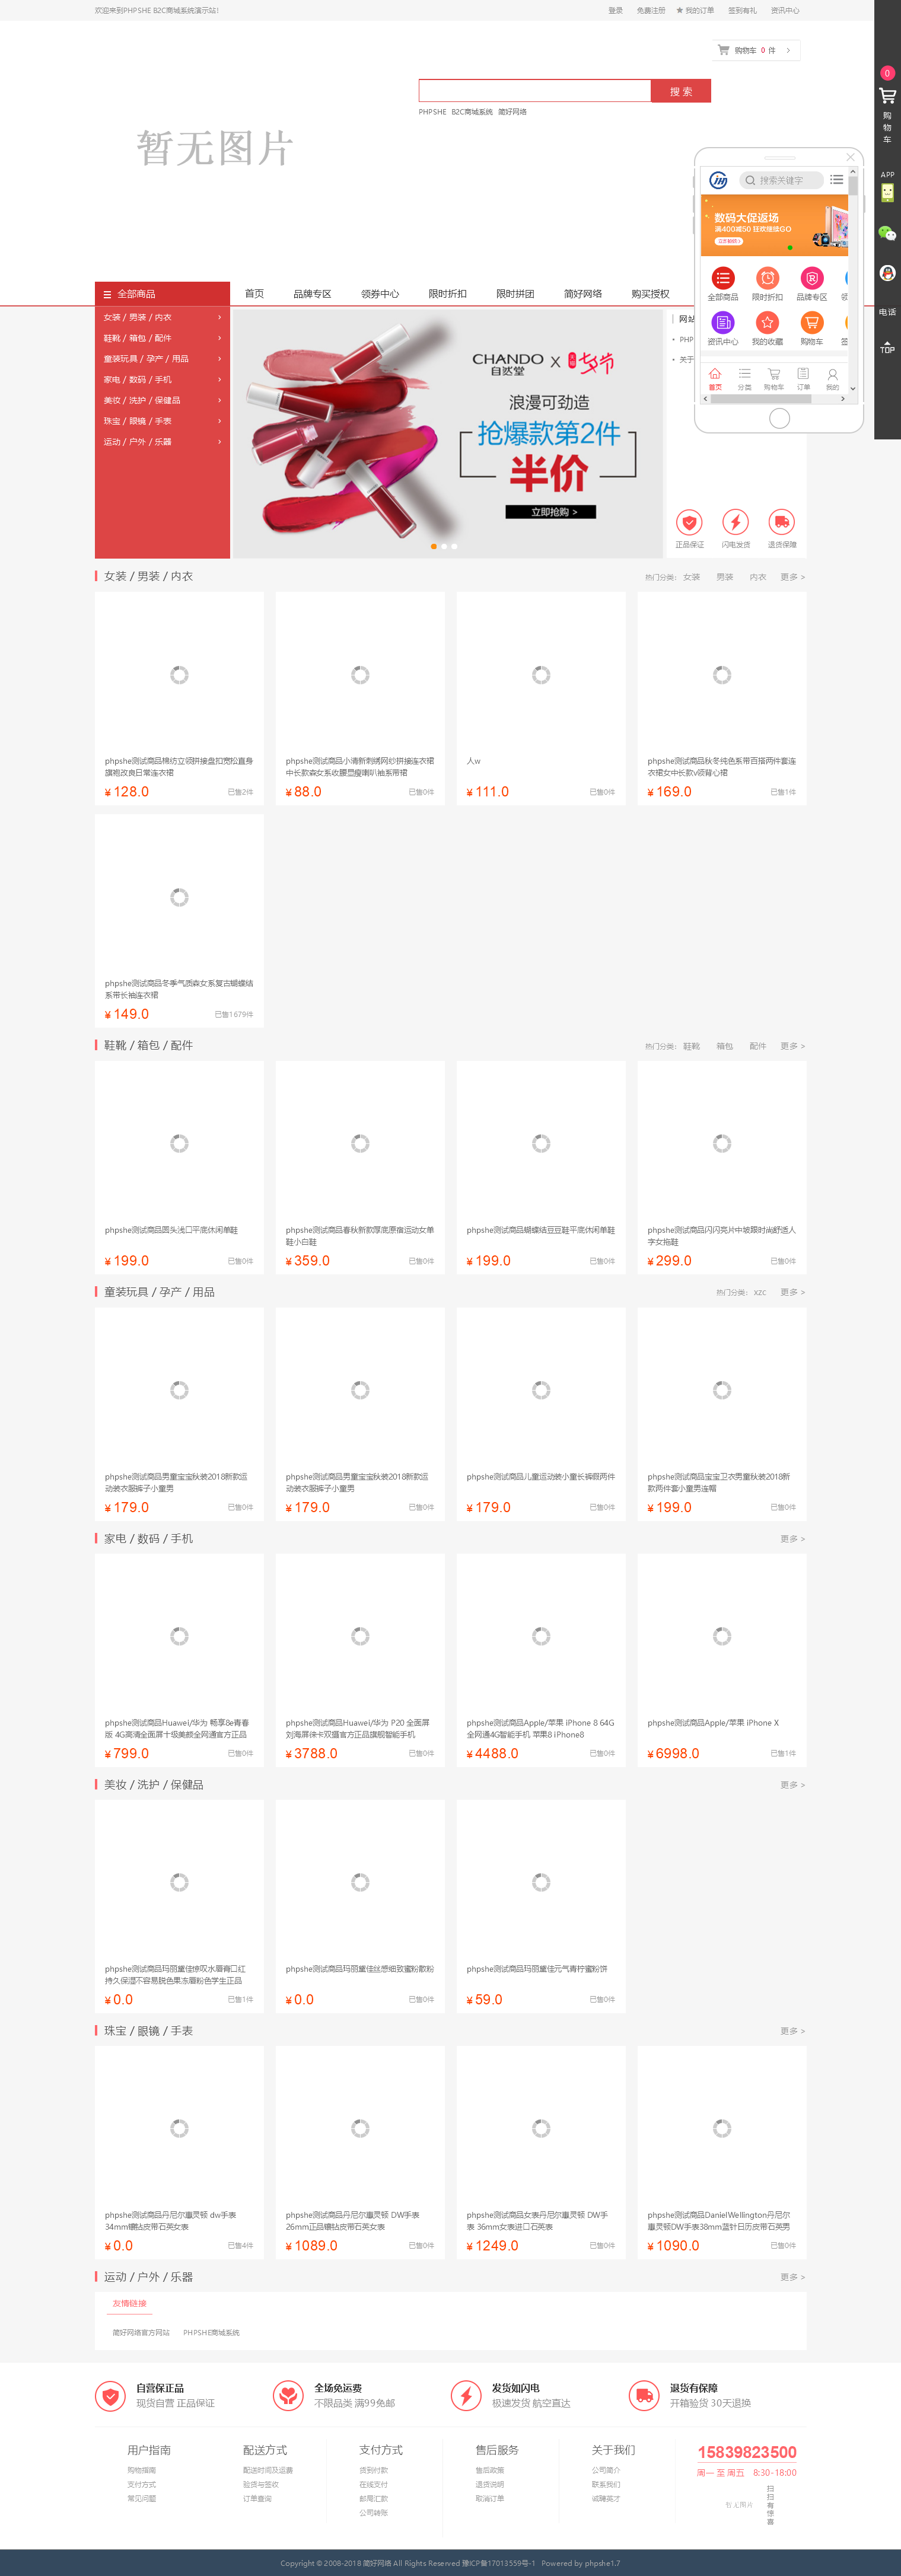 欢迎来到PHPSHE B2C商城系统演示站!
登录 免费注册 ★ 我的订单 签到有礼 资讯中心
购物车 0 件 >
搜 索
PHPSHE B2C商城系统 简好网络
暂无图片
0
购物车
APP
电话
TOP
搜索关键字
数码大促返场
满400减50 狂欢继续GO
全部商品 限时折扣 品牌专区
资讯中心 我的收藏 购物车
首页 分类 购物车 订单 我的
全部商品 首页 品牌专区 领券中心 限时折扣 限时拼团 简好网络 购买授权
女装 / 男装 / 内衣
鞋靴 / 箱包 / 配件
童装玩具 / 孕产 / 用品
家电 / 数码 / 手机
美妆 / 洗护 / 保健品
珠宝 / 眼镜 / 手表
运动 / 户外 / 乐器
CHANDO 自然堂 X 七夕节
浪漫可劲造
抢爆款第2件
半价
立即抢购 >
网站
PHP
关于
正品保证 闪电发货 退货保障
女装 / 男装 / 内衣
热门分类: 女装 男装 内衣 更多 >
phpshe测试商品棉纺立领拼接盘扣宽松直身旗袍改良日常连衣裙
¥ 128.0 已售2件
phpshe测试商品小清新刺绣网纱拼接连衣裙中长款森女系收腰显瘦喇叭袖系带裙
¥ 88.0 已售0件
人w
¥ 111.0 已售0件
phpshe测试商品秋冬纯色系带百搭两件套连衣裙女中长款v领背心裙
¥ 169.0 已售1件
phpshe测试商品冬季气质森女系复古蝴蝶结系带长袖连衣裙
¥ 149.0 已售1679件
鞋靴 / 箱包 / 配件
热门分类: 鞋靴 箱包 配件 更多 >
phpshe测试商品圆头浅口平底休闲单鞋
¥ 199.0 已售0件
phpshe测试商品春秋新款厚底原宿运动女单鞋小白鞋
¥ 359.0 已售0件
phpshe测试商品蝴蝶结豆豆鞋平底休闲单鞋
¥ 199.0 已售0件
phpshe测试商品闪闪亮片中坡跟时尚舒适人字女拖鞋
¥ 299.0 已售0件
童装玩具 / 孕产 / 用品
热门分类: xzc 更多 >
phpshe测试商品男童宝宝秋装2018新款运动装衣服裤子小童男
¥ 179.0 已售0件
phpshe测试商品男童宝宝秋装2018新款运动装衣服裤子小童男
¥ 179.0 已售0件
phpshe测试商品儿童运动装小童长裤假两件
¥ 179.0 已售0件
phpshe测试商品宝宝卫衣男童秋装2018新款两件套小童男连帽
¥ 199.0 已售0件
家电 / 数码 / 手机
更多 >
phpshe测试商品Huawei/华为 畅享8e青春版 4G高清全面屏十级美颜全网通官方正品
¥ 799.0 已售0件
phpshe测试商品Huawei/华为 P20 全面屏刘海屏徕卡双摄官方正品旗舰智能手机
¥ 3788.0 已售0件
phpshe测试商品Apple/苹果 iPhone 8 64G 全网通4G智能手机 苹果8 iPhone8
¥ 4488.0 已售0件
phpshe测试商品Apple/苹果 iPhone X
¥ 6998.0 已售1件
美妆 / 洗护 / 保健品
更多 >
phpshe测试商品玛丽黛佳惊叹水唇膏口红持久保湿不容易脱色果冻唇粉色学生正品
¥ 0.0 已售1件
phpshe测试商品玛丽黛佳丝想细致蜜粉散粉
¥ 0.0 已售0件
phpshe测试商品玛丽黛佳元气青柠蜜粉饼
¥ 59.0 已售0件
珠宝 / 眼镜 / 手表
更多 >
phpshe测试商品丹尼尔惠灵顿 dw手表 34mm镶钻皮带石英女表
¥ 0.0 已售4件
phpshe测试商品丹尼尔惠灵顿 DW手表 26mm正品镶钻皮带石英女表
¥ 1089.0 已售0件
phpshe测试商品女表丹尼尔惠灵顿 DW手表 36mm女表进口石英表
¥ 1249.0 已售0件
phpshe测试商品DanielWellington丹尼尔惠灵顿DW手表38mm蓝针日历皮带石英男
¥ 1090.0 已售0件
运动 / 户外 / 乐器
更多 >
友情链接
简好网络官方网站 PHPSHE商城系统
自营保正品
现货自营 正品保证
全场免运费
不限品类 满99免邮
发货如闪电
极速发货 航空直达
退货有保障
开箱验货 30天退换
用户指南
购物指南
支付方式
常见问题
配送方式
配送时间及运费
验货与签收
订单查询
支付方式
货到付款
在线支付
邮局汇款
公司转账
售后服务
售后政策
退货说明
取消订单
关于我们
公司简介
联系我们
诚聘英才
15839823500
周一 至 周五 8:30-18:00
暂无图片
扫扫有惊喜
Copyright © 2008-2018 简好网络 All Rights Reserved 豫ICP备17013559号-1 Powered by phpshe1.7